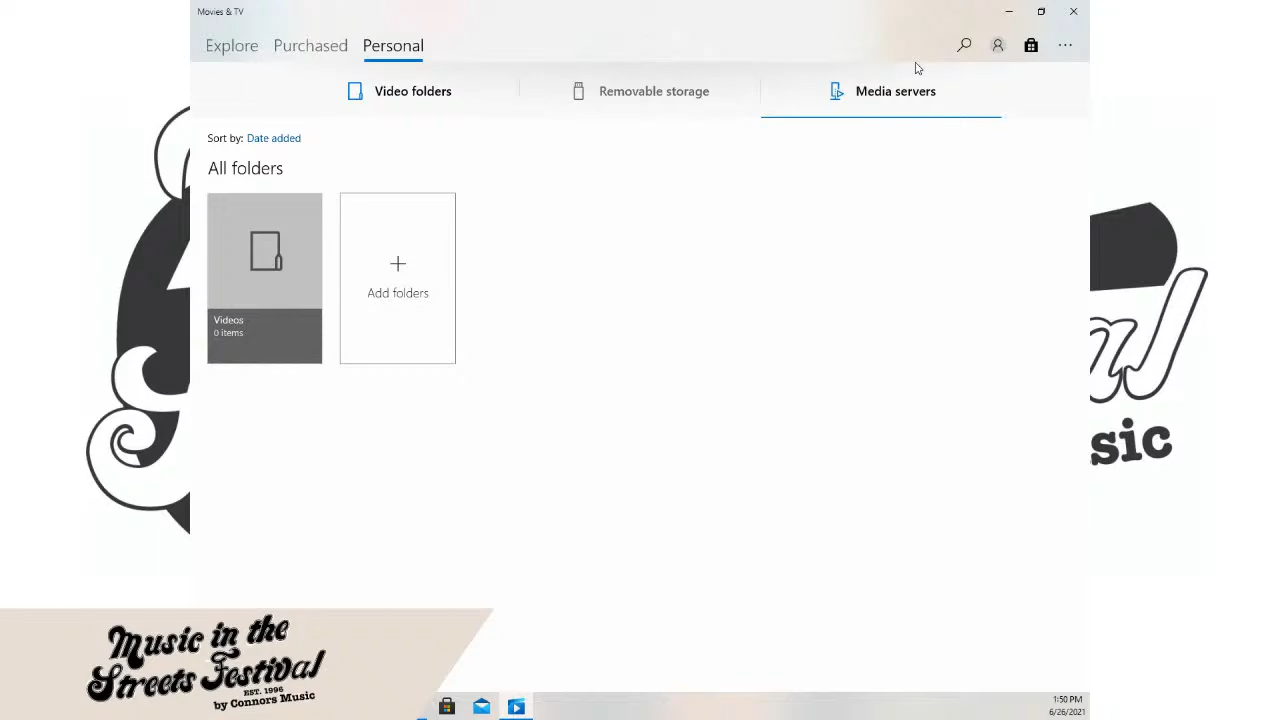 Movies & TV
Explore Purchased Personal
Video folders Removable storage Media servers
Sort by: Date added
All folders
Videos
0 items
Add folders
sic
Music in the
Streets Festival
EST. 1996
by Connors Music
1:50 PM
6/26/2021